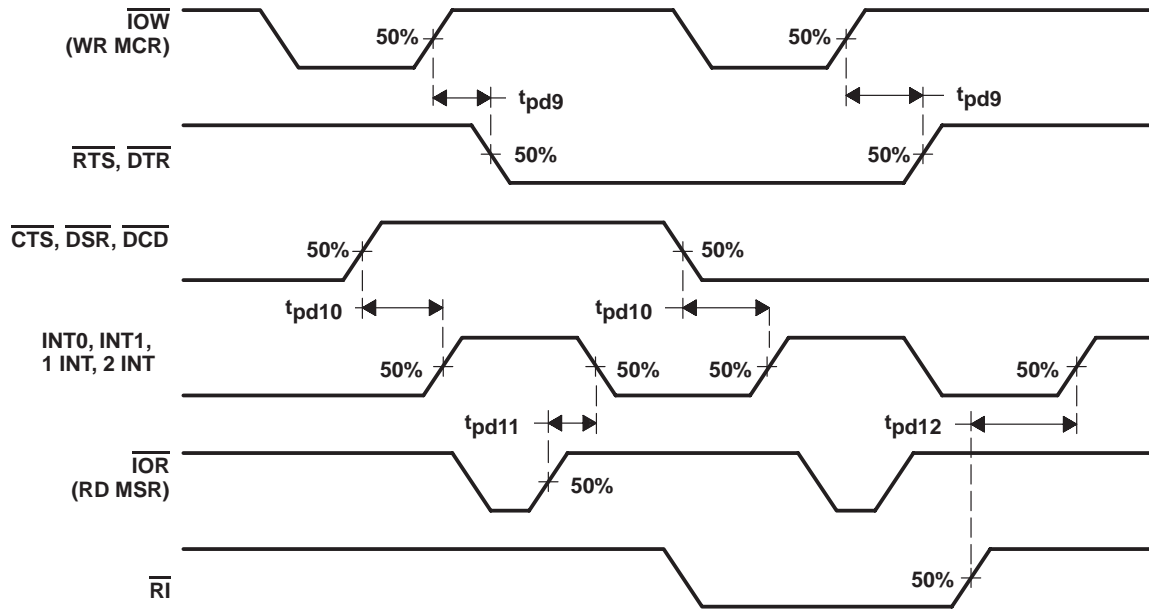 IOW
(WR MCR)
50%
50%
tpd9
tpd9
RTS, DTR
50%
50%
CTS, DSR, DCD
50%
50%
tpd10
tpd10
INT0, INT1,
1 INT, 2 INT
50%
50%
50%
50%
tpd11
tpd12
IOR
(RD MSR)
50%
RI
50%